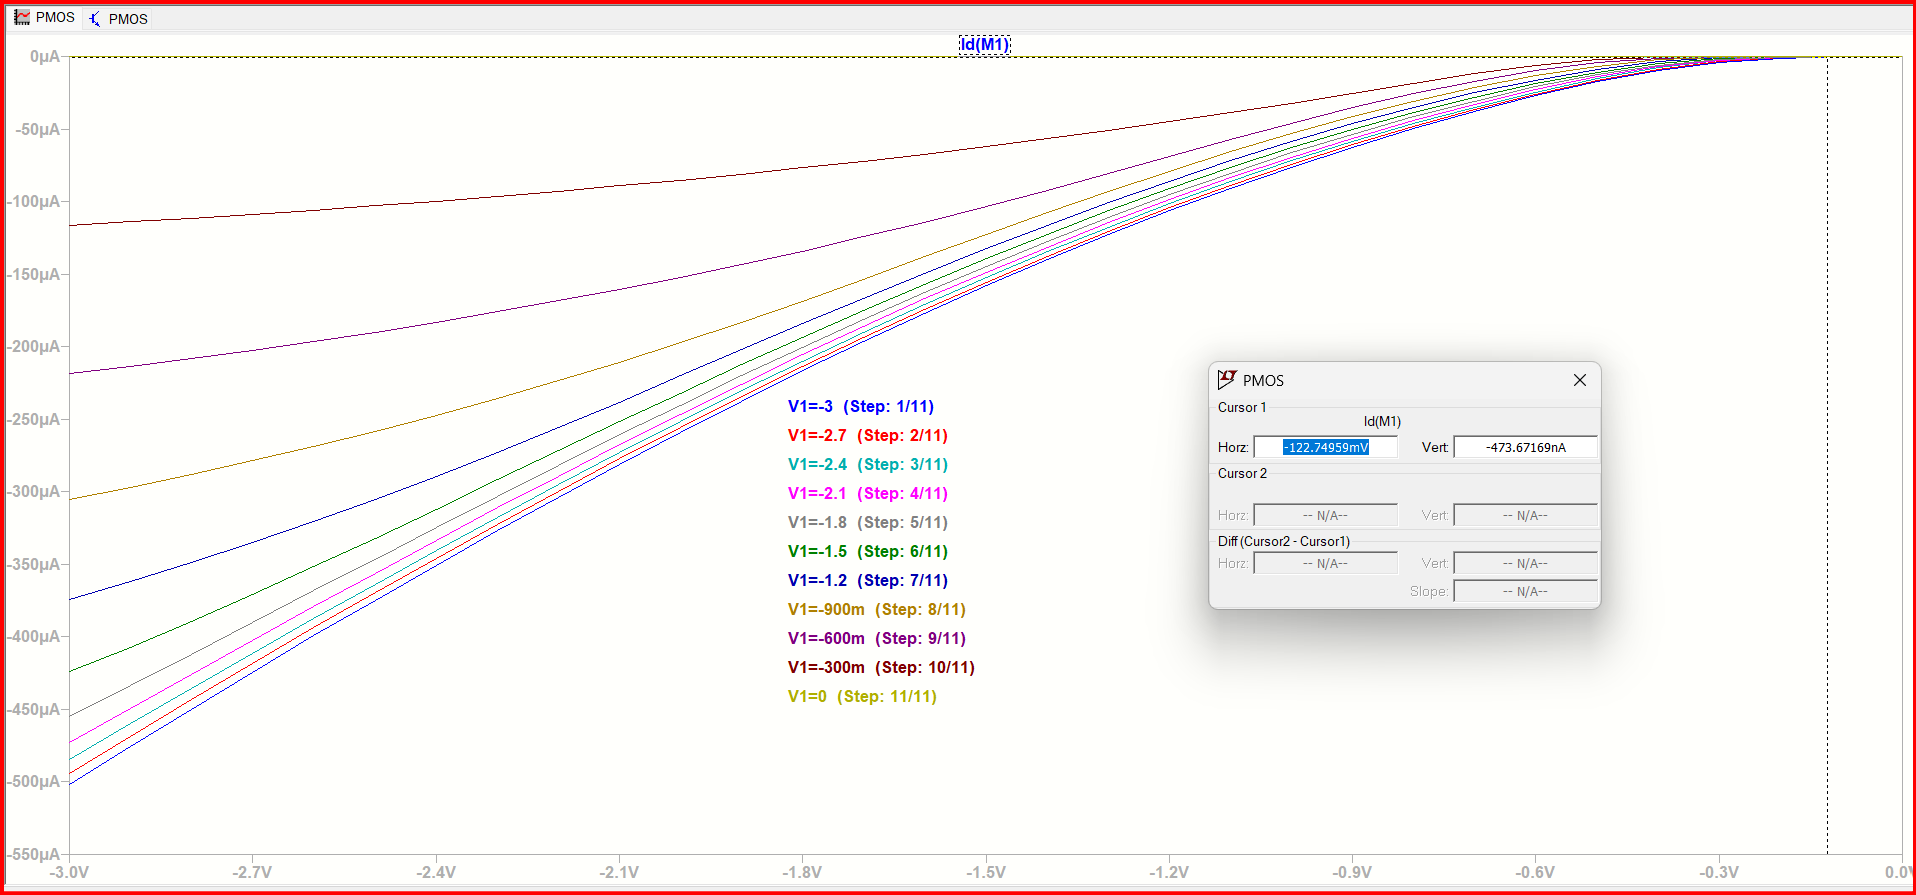 PMOS PMOS
Id(M1)
0µA
-50µA
-100µA
-150µA
-200µA
-250µA
-300µA
-350µA
-400µA
-450µA
-500µA
-550µA
-3.0V -2.7V -2.4V -2.1V -1.8V -1.5V -1.2V -0.9V -0.6V -0.3V 0.0V
V1=-3 (Step: 1/11)
V1=-2.7 (Step: 2/11)
V1=-2.4 (Step: 3/11)
V1=-2.1 (Step: 4/11)
V1=-1.8 (Step: 5/11)
V1=-1.5 (Step: 6/11)
V1=-1.2 (Step: 7/11)
V1=-900m (Step: 8/11)
V1=-600m (Step: 9/11)
V1=-300m (Step: 10/11)
V1=0 (Step: 11/11)
PMOS
Cursor 1
Id(M1)
Horz: -122.74959mV Vert: -473.67169nA
Cursor 2
Horz: -- N/A-- Vert: -- N/A--
Diff (Cursor2 - Cursor1)
Horz: -- N/A-- Vert: -- N/A--
Slope: -- N/A--